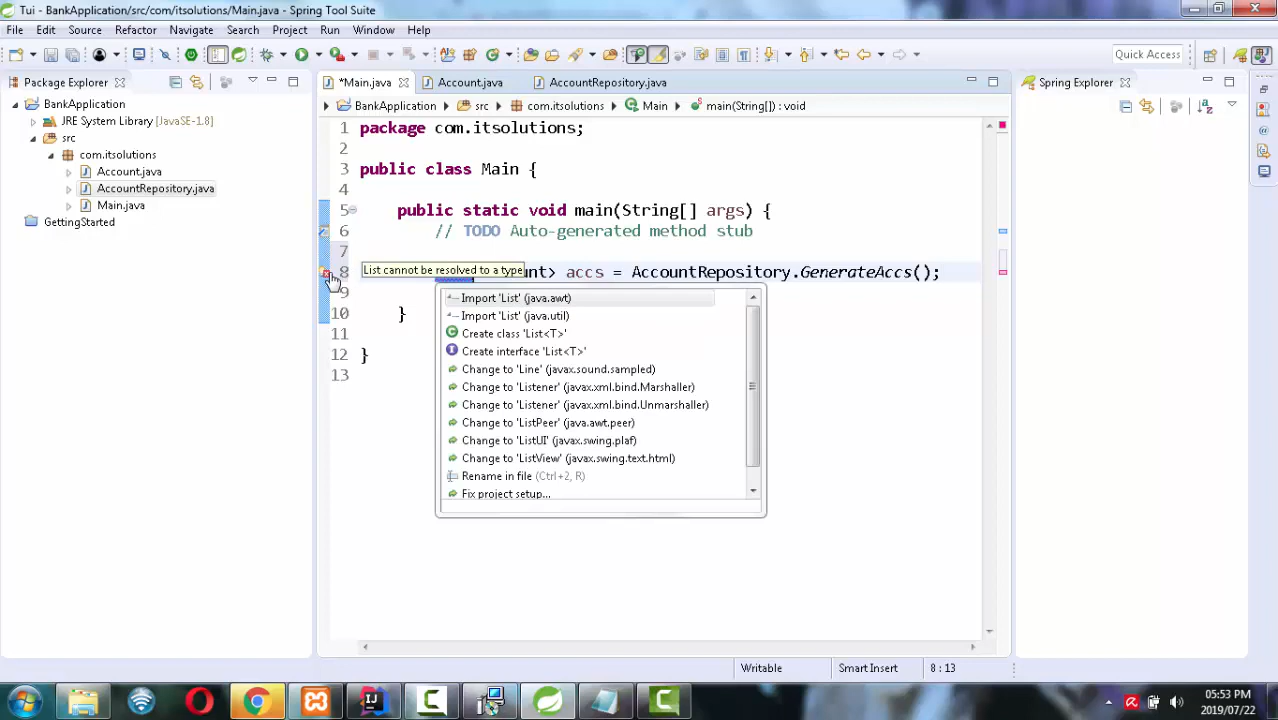 Tui - BankApplication/src/com/itsolutions/Main.java - Spring Tool Suite
File Edit Source Refactor Navigate Search Project Run Window Help
Quick Access
Package Explorer
*Main.java Account.java AccountRepository.java
Spring Explorer
BankApplication src com.itsolutions Main main(String[]) : void
BankApplication
JRE System Library [JavaSE-1.8]
src
com.itsolutions
Account.java
AccountRepository.java
Main.java
GettingStarted
1 package com.itsolutions;
2
3 public class Main {
4
5 public static void main(String[] args) {
6 // TODO Auto-generated method stub
7
List cannot be resolved to a type
8 unt> accs = AccountRepository.GenerateAccs();
9
10 }
11
12 }
13
Import 'List' (java.awt)
Import 'List' (java.util)
Create class 'List<T>'
Create interface 'List<T>'
Change to 'Line' (javax.sound.sampled)
Change to 'Listener' (javax.xml.bind.Marshaller)
Change to 'Listener' (javax.xml.bind.Unmarshaller)
Change to 'ListPeer' (java.awt.peer)
Change to 'ListUI' (javax.swing.plaf)
Change to 'ListView' (javax.swing.text.html)
Rename in file (Ctrl+2, R)
Fix project setup...
Writable Smart Insert 8 : 13
05:53 PM
2019/07/22